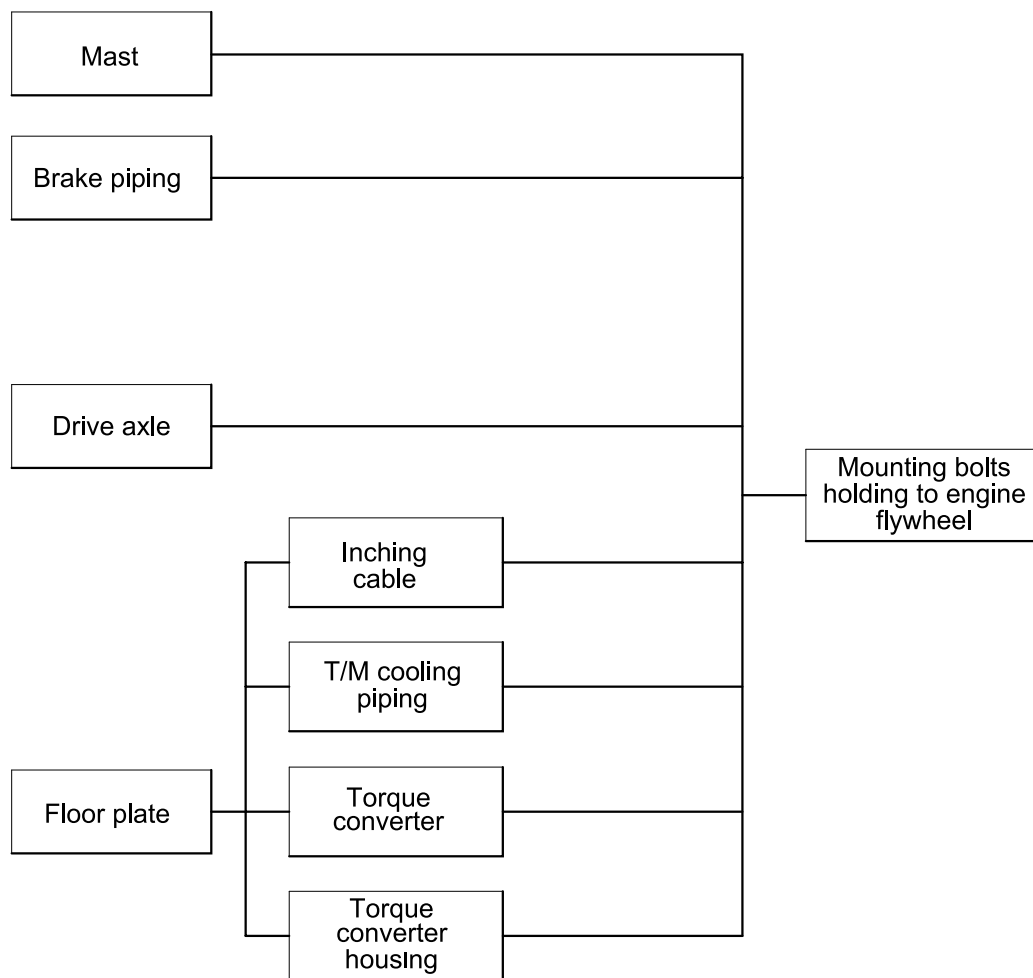 Mast
Brake piping
Drive axle
Mounting bolts
holding to engine
flywheel
Inching
cable
T/M cooling
piping
Floor plate
Torque
converter
Torque
converter
housing